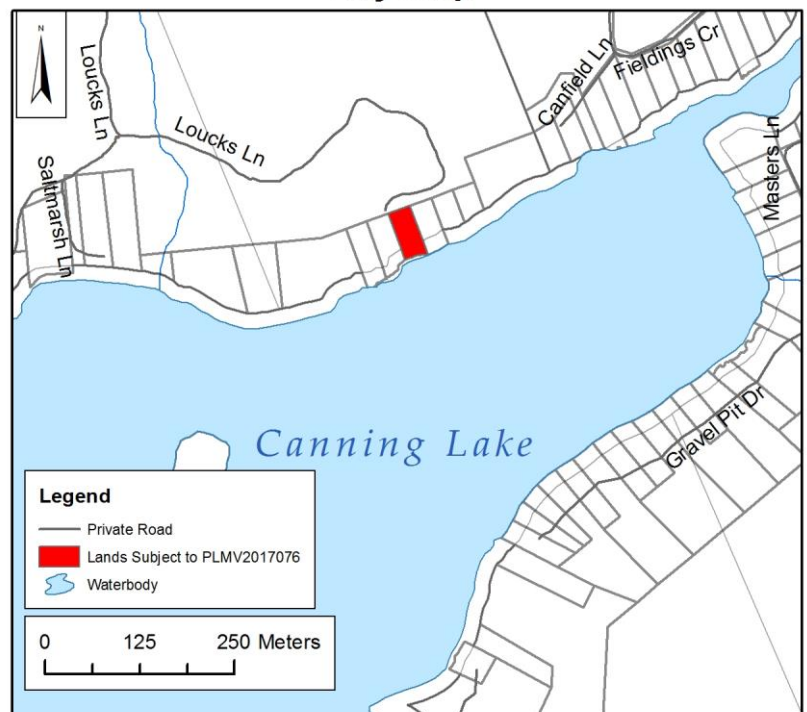 N
Loucks Ln
Loucks Ln
Saltmarsh Ln
Canfield Ln
Fieldings Cr
Masters Ln
Gravel Pit Dr
Canning Lake
Legend
Private Road
Lands Subject to PLMV2017076
Waterbody
0 125 250 Meters